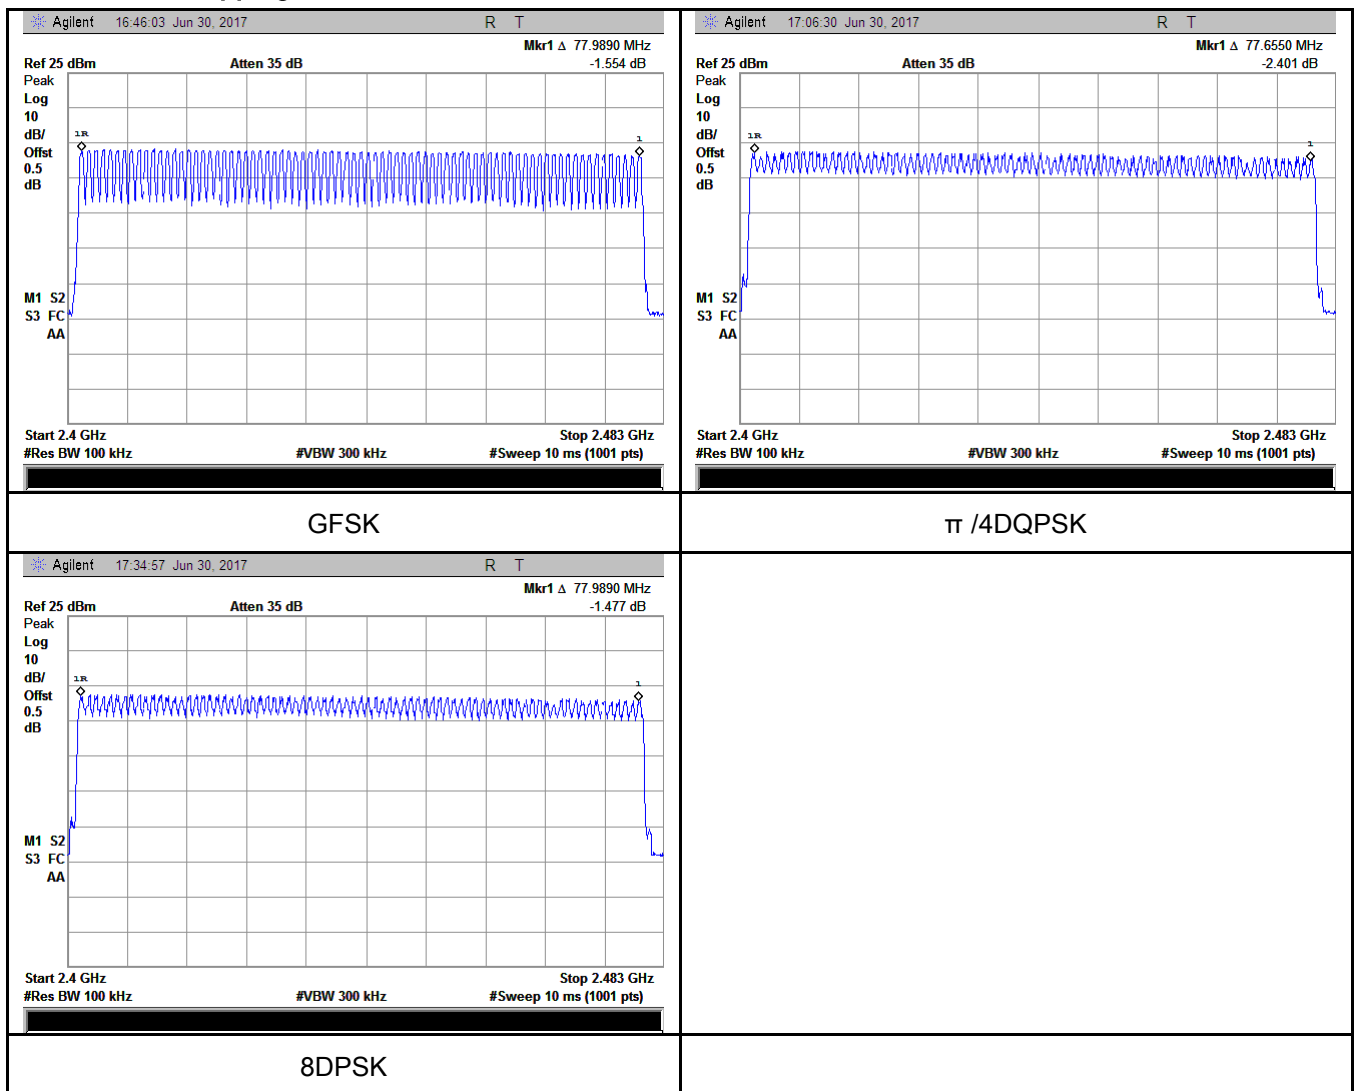 Agilent 16:46:03 Jun 30, 2017 R T
Mkr1 Δ 77.9890 MHz
Ref 25 dBm Atten 35 dB -1.554 dB
Peak
Log
10
dB/
Offst
0.5
dB
1R
1
M1 S2
S3 FC
AA
Start 2.4 GHz Stop 2.483 GHz
#Res BW 100 kHz #VBW 300 kHz #Sweep 10 ms (1001 pts)
GFSK
Agilent 17:06:30 Jun 30, 2017 R T
Mkr1 Δ 77.6550 MHz
Ref 25 dBm Atten 35 dB -2.401 dB
Peak
Log
10
dB/
Offst
0.5
dB
1R
1
M1 S2
S3 FC
AA
Start 2.4 GHz Stop 2.483 GHz
#Res BW 100 kHz #VBW 300 kHz #Sweep 10 ms (1001 pts)
π /4DQPSK
Agilent 17:34:57 Jun 30, 2017 R T
Mkr1 Δ 77.9890 MHz
Ref 25 dBm Atten 35 dB -1.477 dB
Peak
Log
10
dB/
Offst
0.5
dB
1R
1
M1 S2
S3 FC
AA
Start 2.4 GHz Stop 2.483 GHz
#Res BW 100 kHz #VBW 300 kHz #Sweep 10 ms (1001 pts)
8DPSK